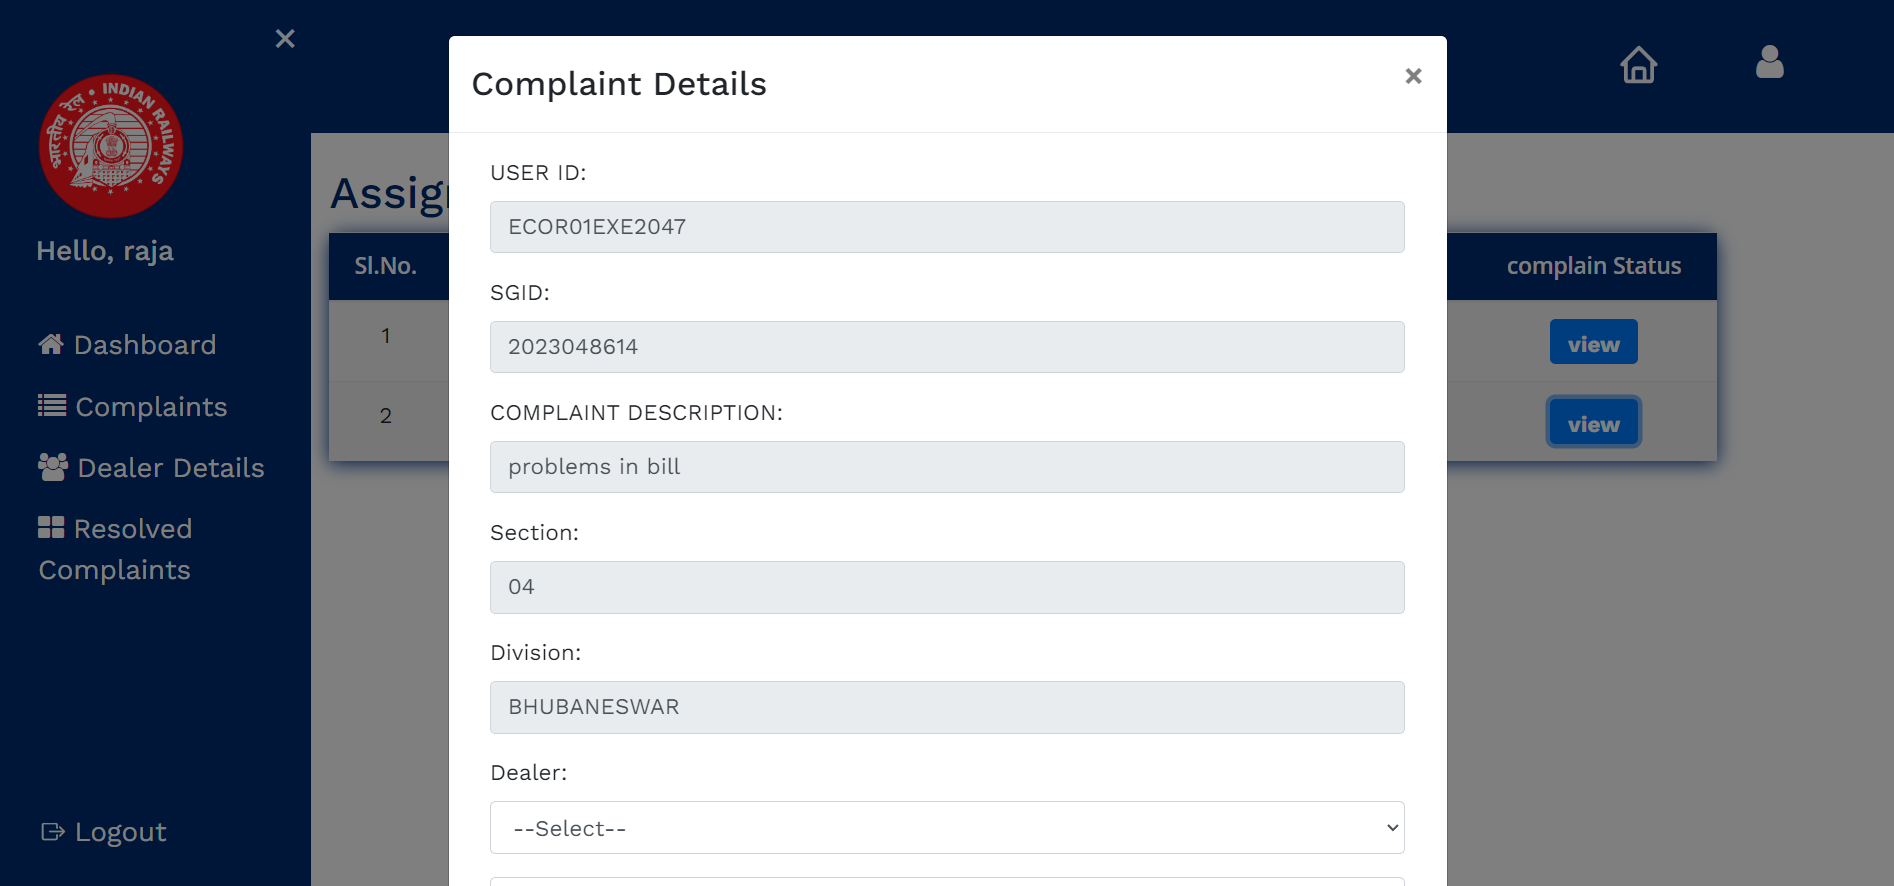 ×
भारतीय रेल • INDIAN RAILWAYS
Hello, raja
Dashboard
Complaints
Dealer Details
Resolved
Complaints
Logout
Assig
Sl.No.
complain Status
1
view
2
view
Complaint Details
×
USER ID:
ECOR01EXE2047
SGID:
2023048614
COMPLAINT DESCRIPTION:
problems in bill
Section:
04
Division:
BHUBANESWAR
Dealer:
--Select--